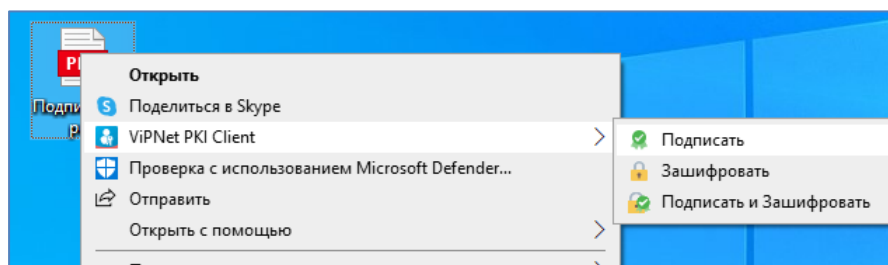 Открыть
Поделиться в Skype
ViPNet PKI Client
Подписать
Проверка с использованием Microsoft Defender...
Зашифровать
Отправить
Подписать и Зашифровать
Открыть с помощью